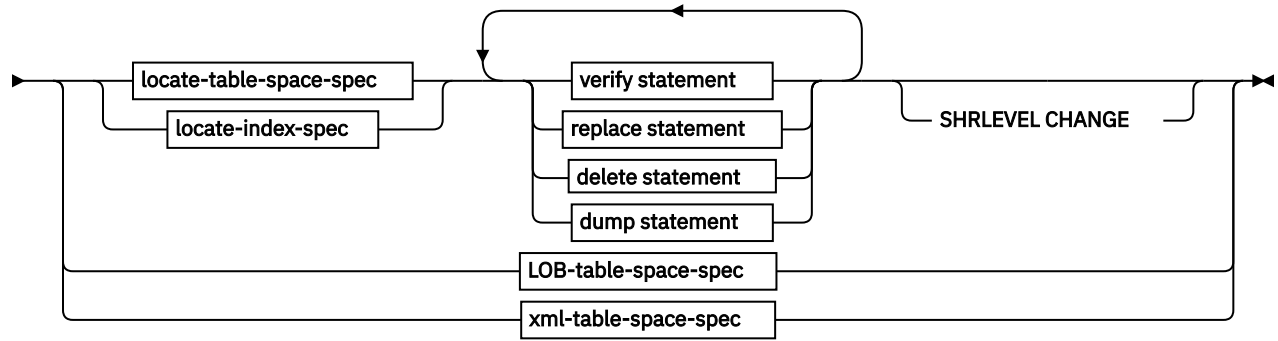 locate-table-space-spec
verify statement
locate-index-spec
replace statement
SHRLEVEL CHANGE
delete statement
dump statement
LOB-table-space-spec
xml-table-space-spec